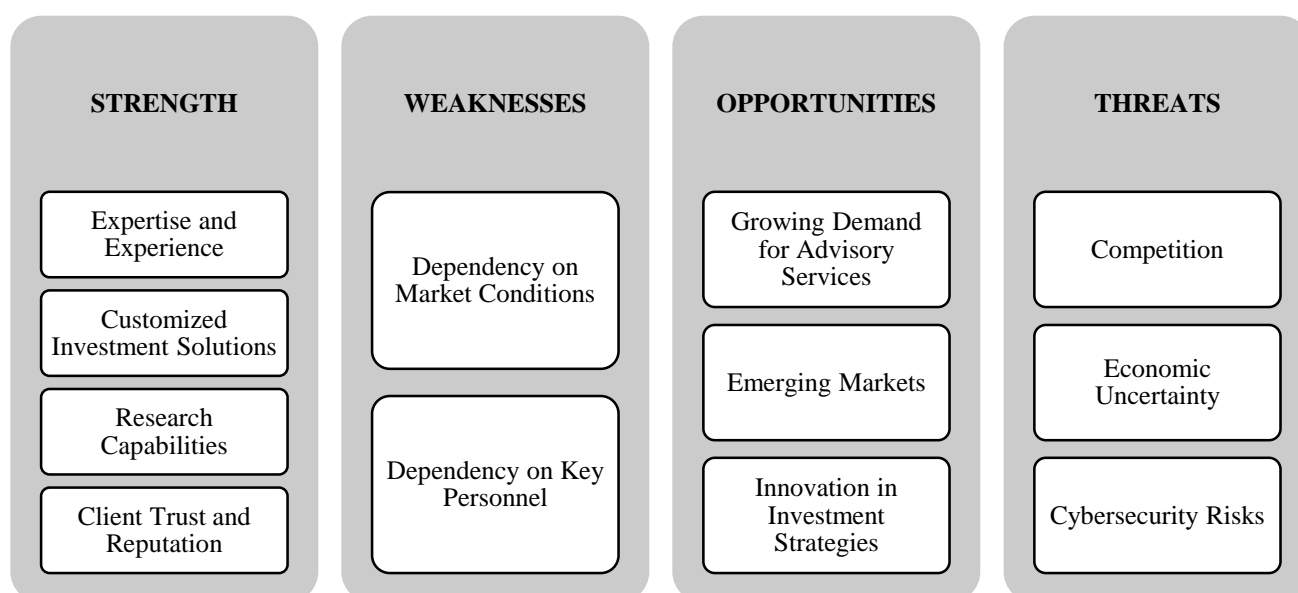 STRENGTH
Expertise and
Experience
Customized
Investment Solutions
Research
Capabilities
Client Trust and
Reputation
WEAKNESSES
Dependency on
Market Conditions
Dependency on Key
Personnel
OPPORTUNITIES
Growing Demand
for Advisory
Services
Emerging Markets
Innovation in
Investment
Strategies
THREATS
Competition
Economic
Uncertainty
Cybersecurity Risks